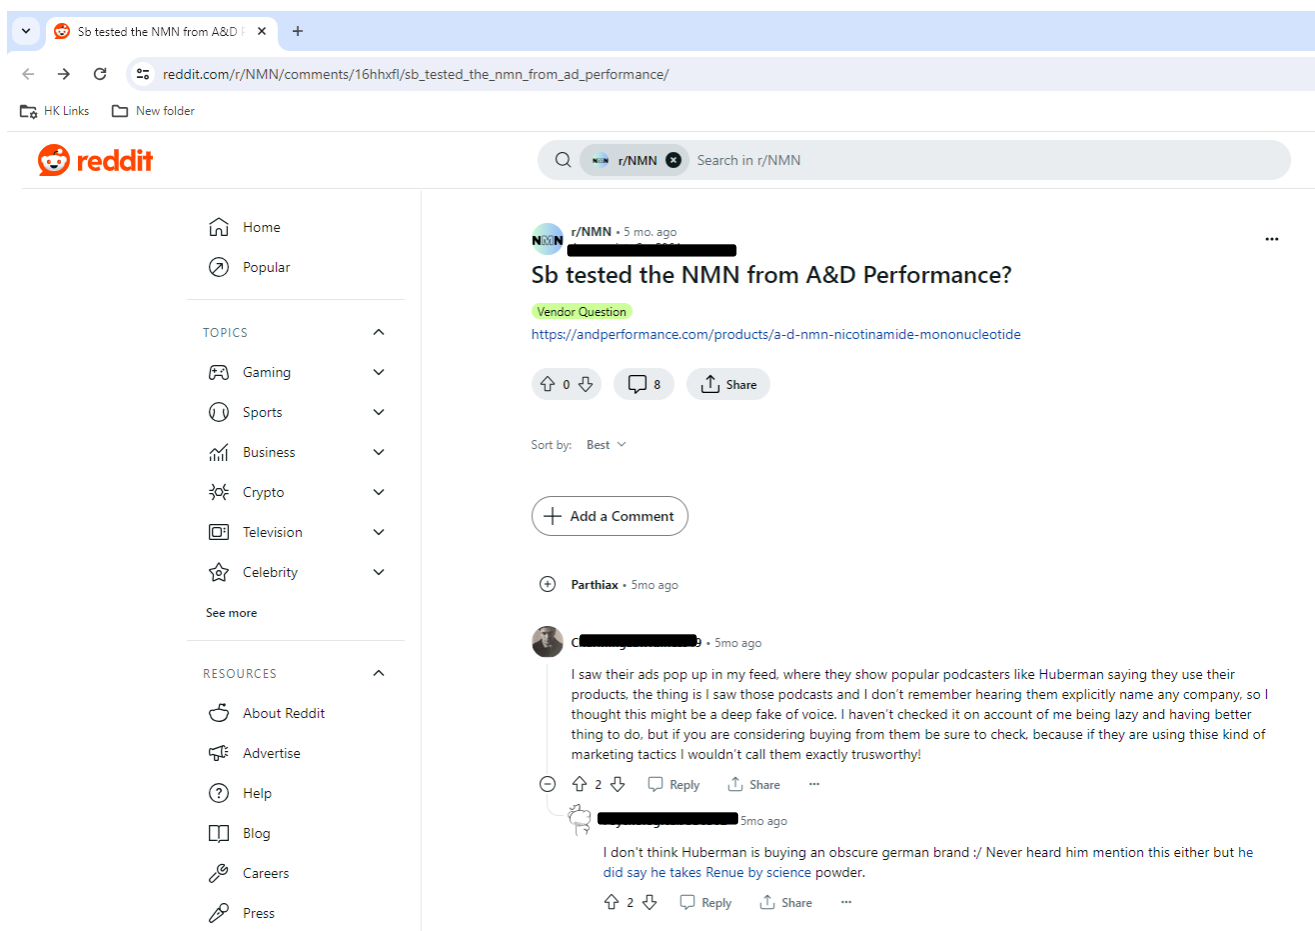 Sb tested the NMN from A&D
reddit.com/r/NMN/comments/16hhxfl/sb_tested_the_nmn_from_ad_performance/
HK Links New folder
reddit
r/NMN Search in r/NMN
Home
Popular
TOPICS
Gaming
Sports
Business
Crypto
Television
Celebrity
See more
RESOURCES
About Reddit
Advertise
Help
Blog
Careers
Press
NMN
r/NMN • 5 mo. ago
Sb tested the NMN from A&D Performance?
Vendor Question
https://andperformance.com/products/a-d-nmn-nicotinamide-mononucleotide
0 8 Share
Sort by: Best
Add a Comment
Parthiax • 5mo ago
• 5mo ago
I saw their ads pop up in my feed, where they show popular podcasters like Huberman saying they use their
products, the thing is I saw those podcasts and I don't remember hearing them explicitly name any company, so I
thought this might be a deep fake of voice. I haven't checked it on account of me being lazy and having better
thing to do, but if you are considering buying from them be sure to check, because if they are using thise kind of
marketing tactics I wouldn't call them exactly trusworthy!
2 Reply Share
5mo ago
I don't think Huberman is buying an obscure german brand :/ Never heard him mention this either but he
did say he takes Renue by science powder.
2 Reply Share